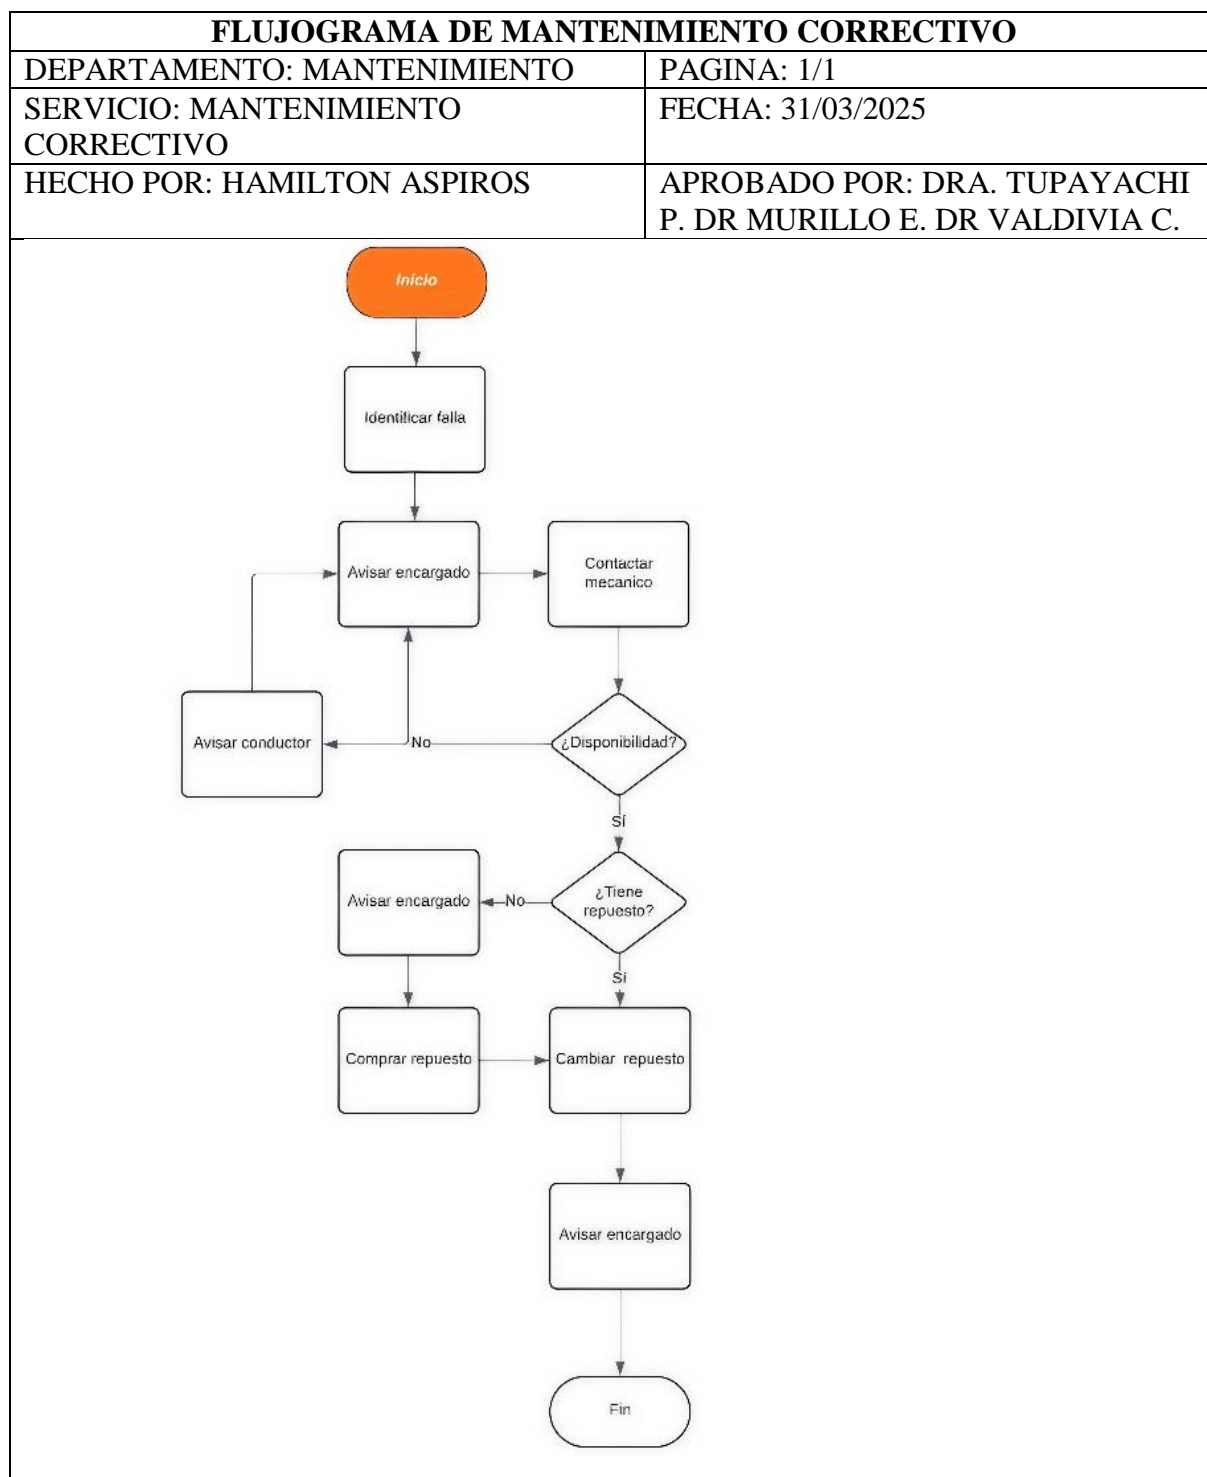 FLUJOGRAMA DE MANTENIMIENTO CORRECTIVO
DEPARTAMENTO: MANTENIMIENTO
PAGINA: 1/1
SERVICIO: MANTENIMIENTO
CORRECTIVO
FECHA: 31/03/2025
HECHO POR: HAMILTON ASPIROS
APROBADO POR: DRA. TUPAYACHI
P. DR MURILLO E. DR VALDIVIA C.
Inicio
Identificar falla
Avisar encargado
Contactar
mecanico
Avisar conductor
No
¿Disponibilidad?
Sí
Avisar encargado
No
¿Tiene
repuesto?
Sí
Comprar repuesto
Cambiar repuesto
Avisar encargado
Fin